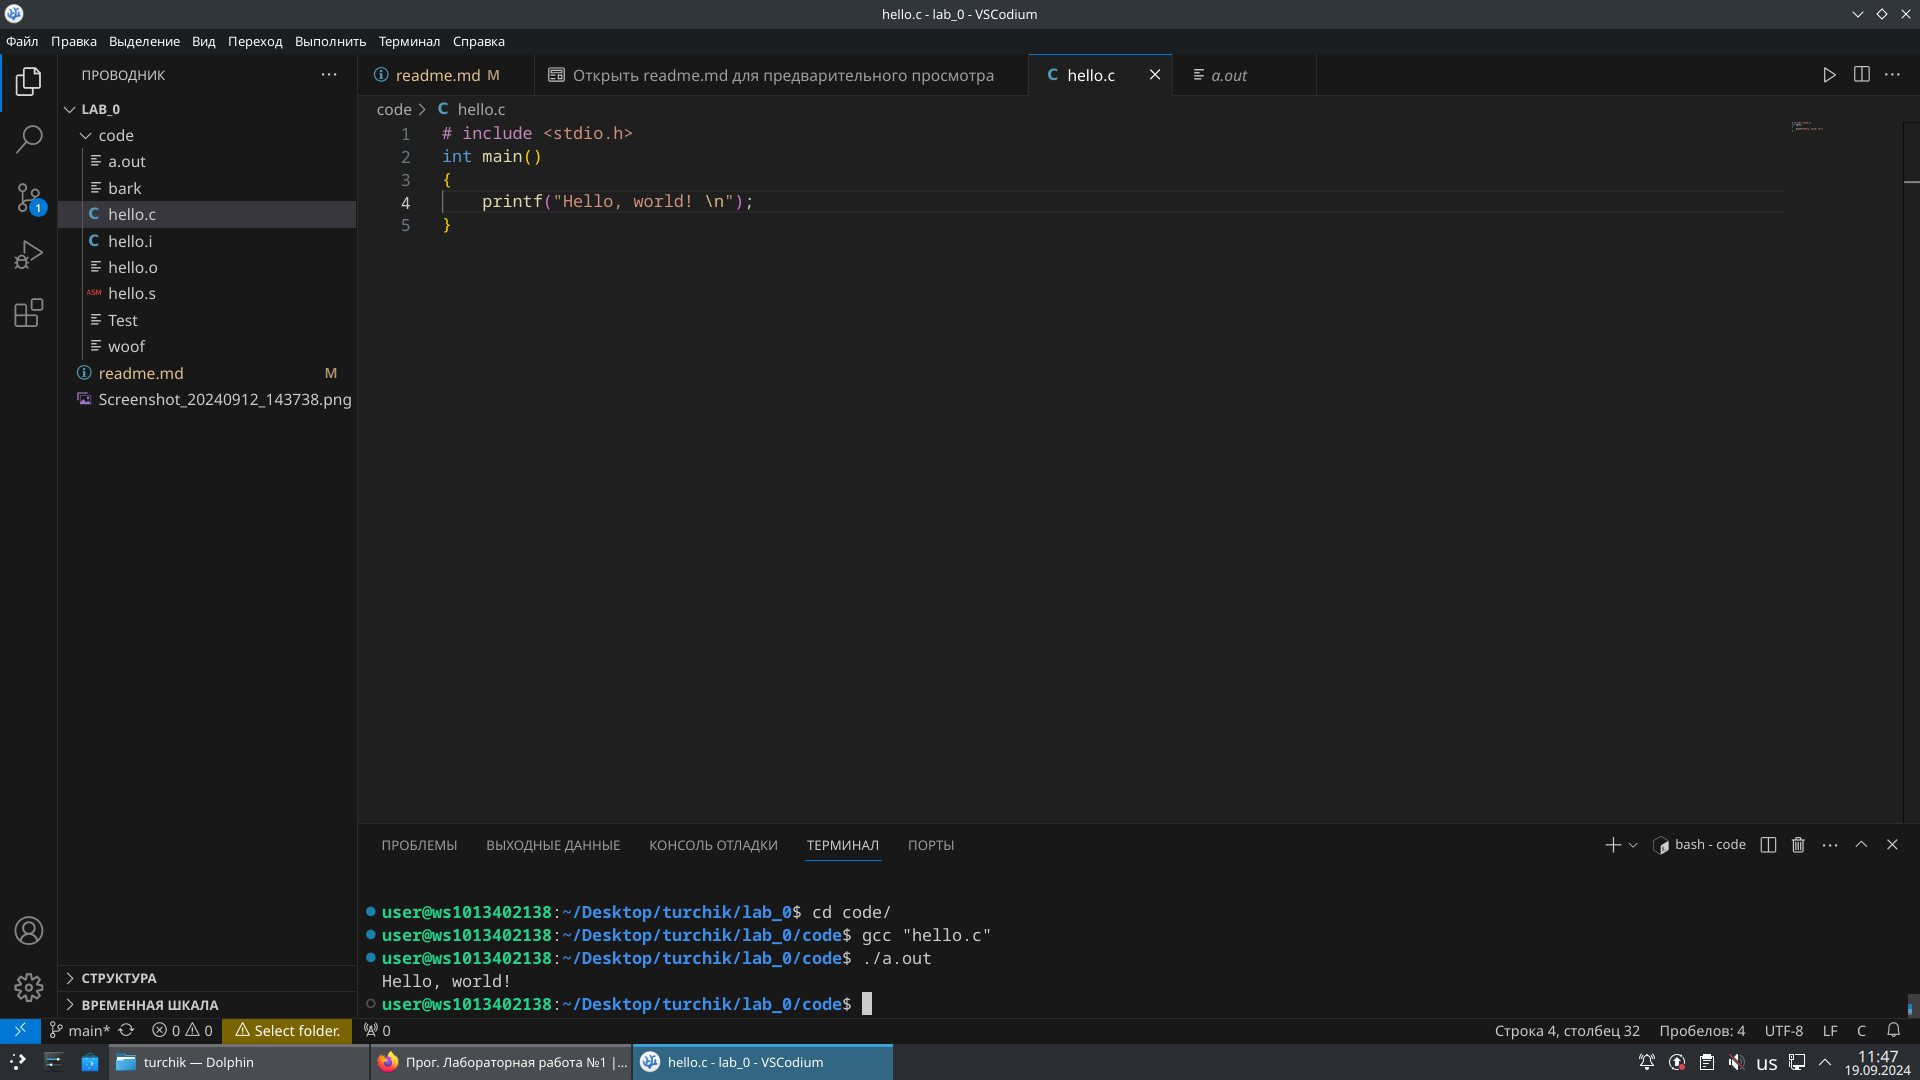 hello.c - lab_0 - VSCodium
Файл Правка Выделение Вид Переход Выполнить Терминал Справка
ПРОВОДНИК
LAB_0
code
a.out
bark
C hello.c
C hello.i
hello.o
ASM hello.s
Test
woof
readme.md M
Screenshot_20240912_143738.png
СТРУКТУРА
ВРЕМЕННАЯ ШКАЛА
1
readme.md M
Открыть readme.md для предварительного просмотра
C hello.c
a.out
code > C hello.c
1 # include <stdio.h>
2 int main()
3 {
4 printf("Hello, world! \n");
5 }
ПРОБЛЕМЫ ВЫХОДНЫЕ ДАННЫЕ КОНСОЛЬ ОТЛАДКИ ТЕРМИНАЛ ПОРТЫ
bash - code
user@ws1013402138:~/Desktop/turchik/lab_0$ cd code/
user@ws1013402138:~/Desktop/turchik/lab_0/code$ gcc "hello.c"
user@ws1013402138:~/Desktop/turchik/lab_0/code$ ./a.out
Hello, world!
user@ws1013402138:~/Desktop/turchik/lab_0/code$
main* 0 0 Select folder. 0
Строка 4, столбец 32 Пробелов: 4 UTF-8 LF C
turchik — Dolphin
Прог. Лабораторная работа №1 |...
hello.c - lab_0 - VSCodium
us
11:47
19.09.2024